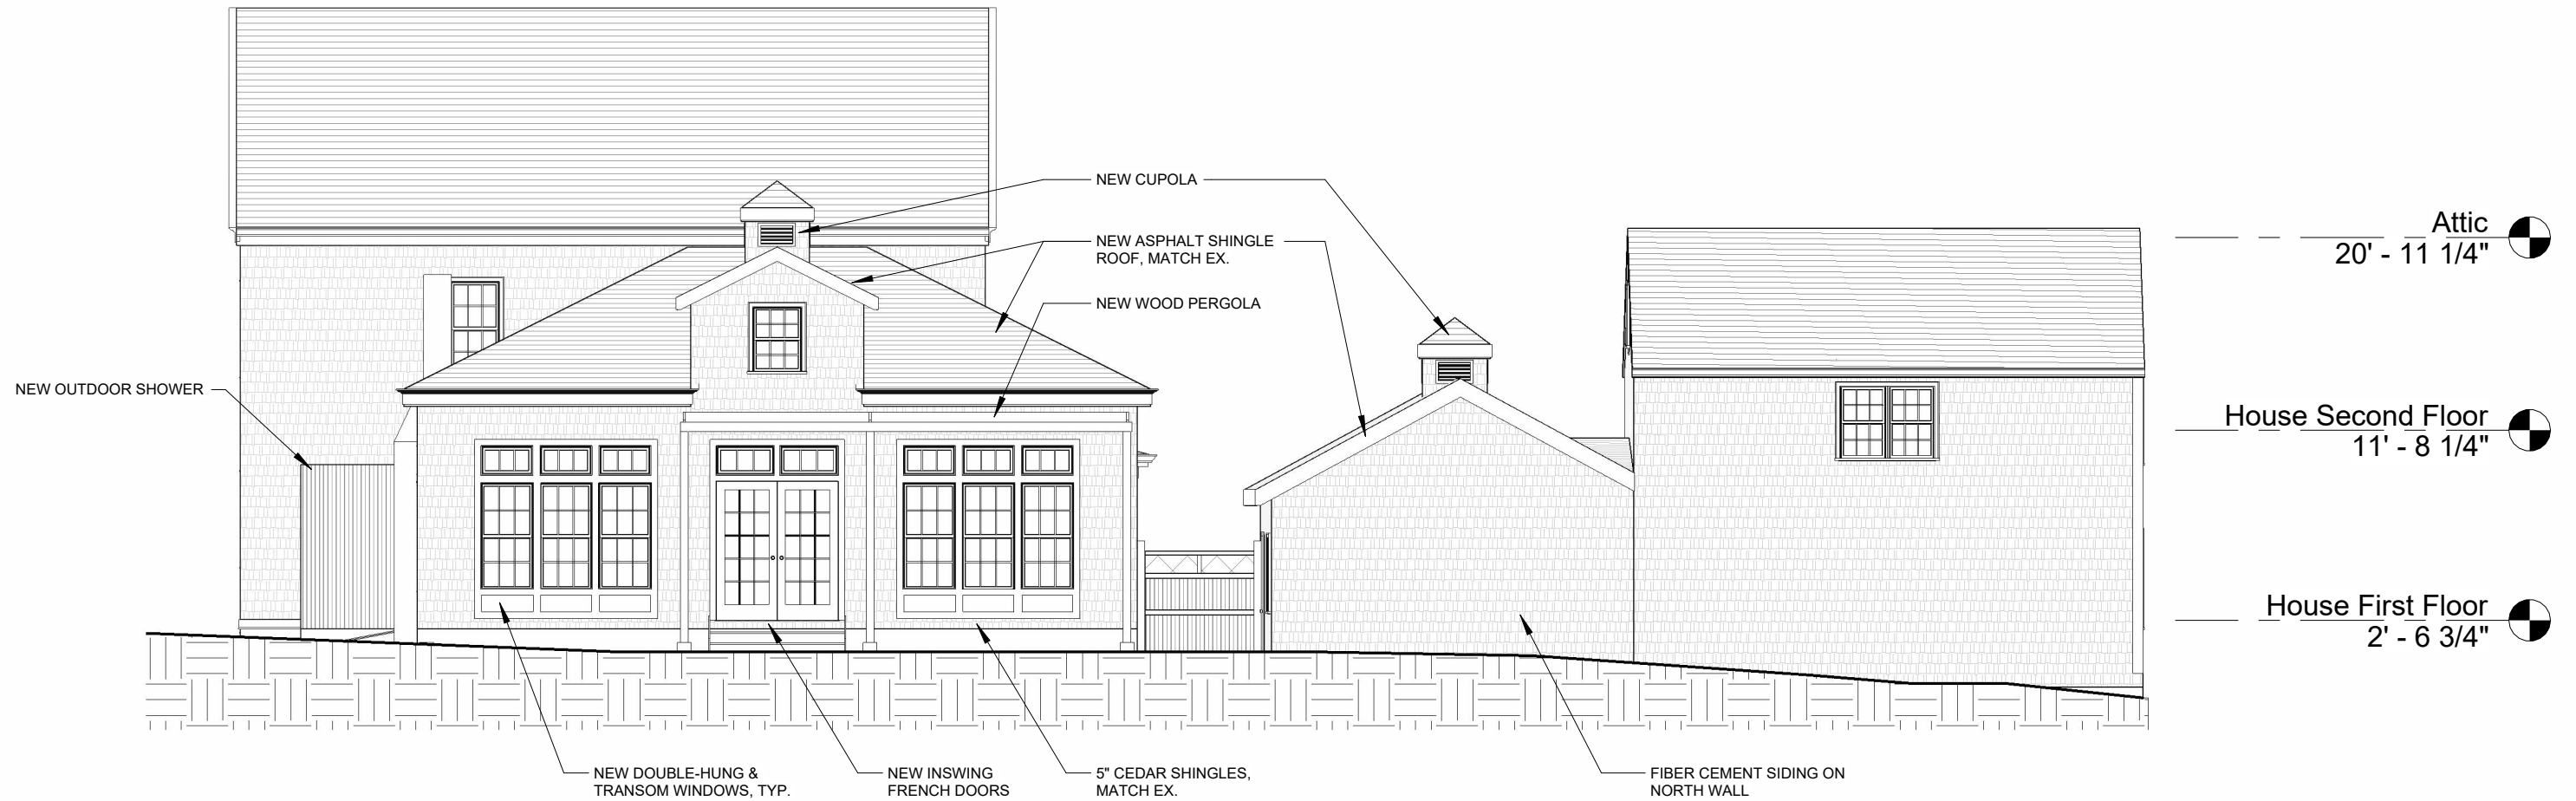 NEW CUPOLA
NEW ASPHALT SHINGLE
ROOF, MATCH EX.
NEW WOOD PERGOLA
NEW OUTDOOR SHOWER
Attic
20' - 11 1/4"
House Second Floor
11' - 8 1/4"
House First Floor
2' - 6 3/4"
NEW DOUBLE-HUNG &
TRANSOM WINDOWS, TYP.
NEW INSWING
FRENCH DOORS
5" CEDAR SHINGLES,
MATCH EX.
FIBER CEMENT SIDING ON
NORTH WALL